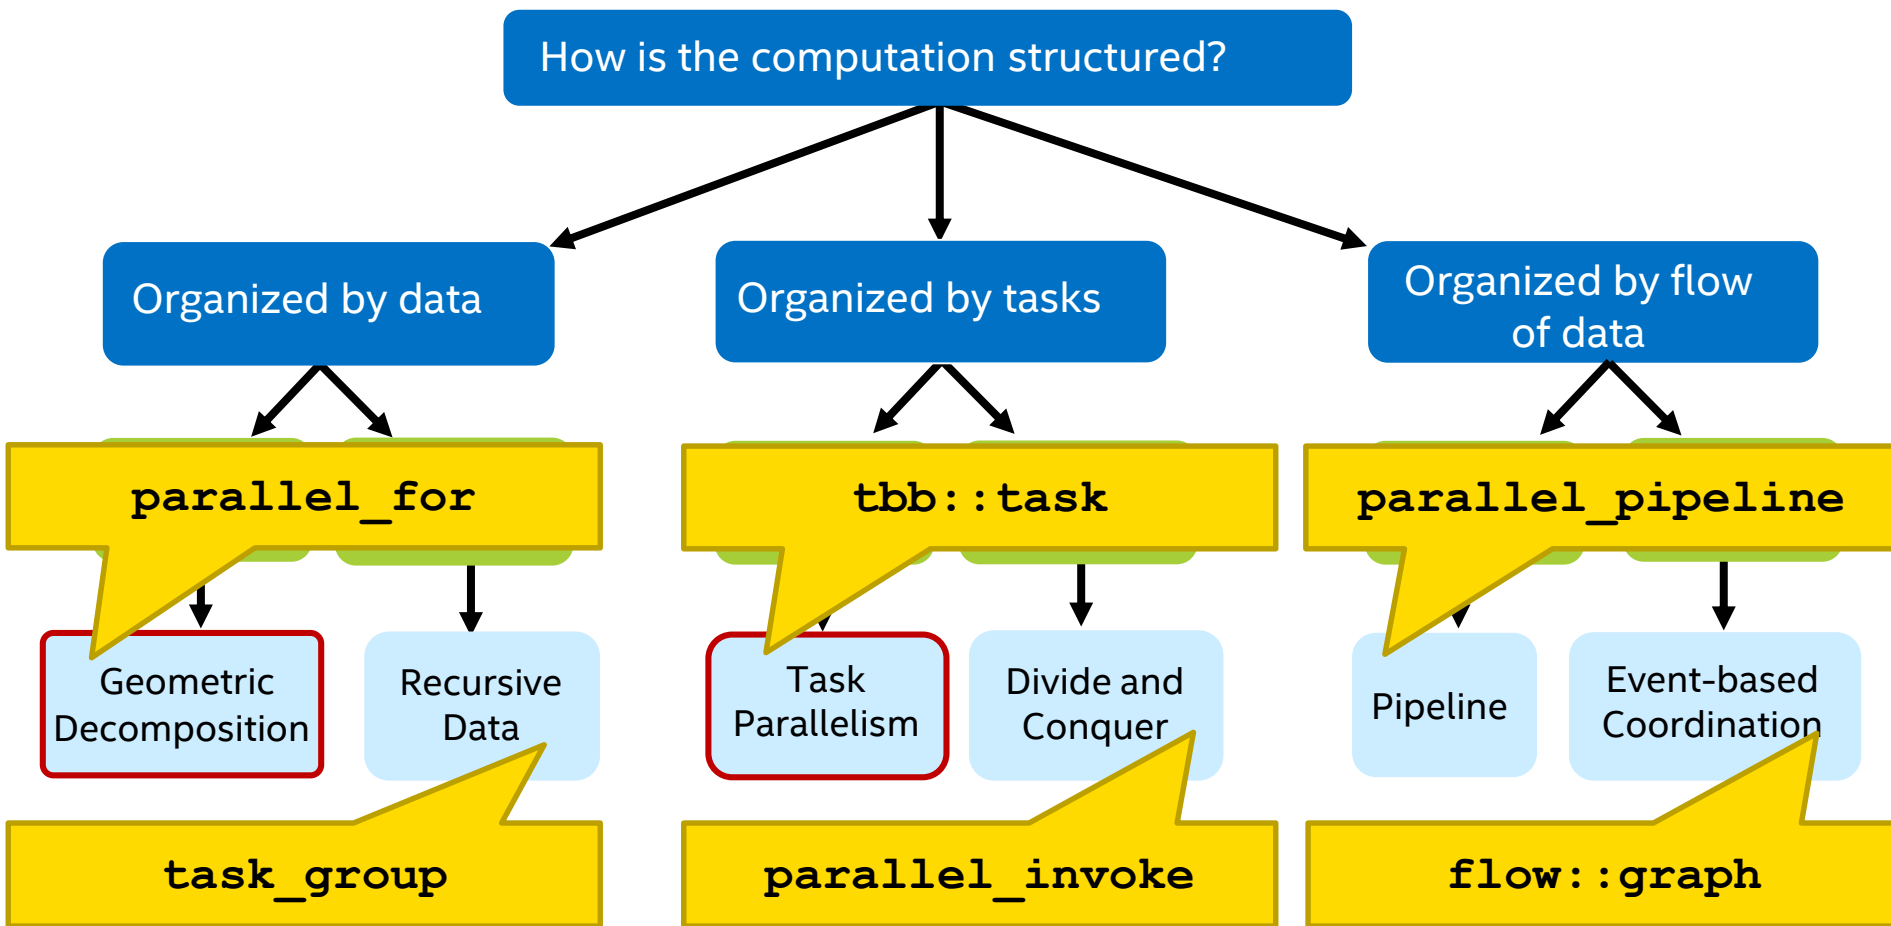 How is the computation structured?
Organized by data
Organized by tasks
Organized by flow
of data
parallel_for
tbb::task
parallel_pipeline
Geometric
Decomposition
Recursive
Data
Task
Parallelism
Divide and
Conquer
Pipeline
Event-based
Coordination
task_group
parallel_invoke
flow::graph